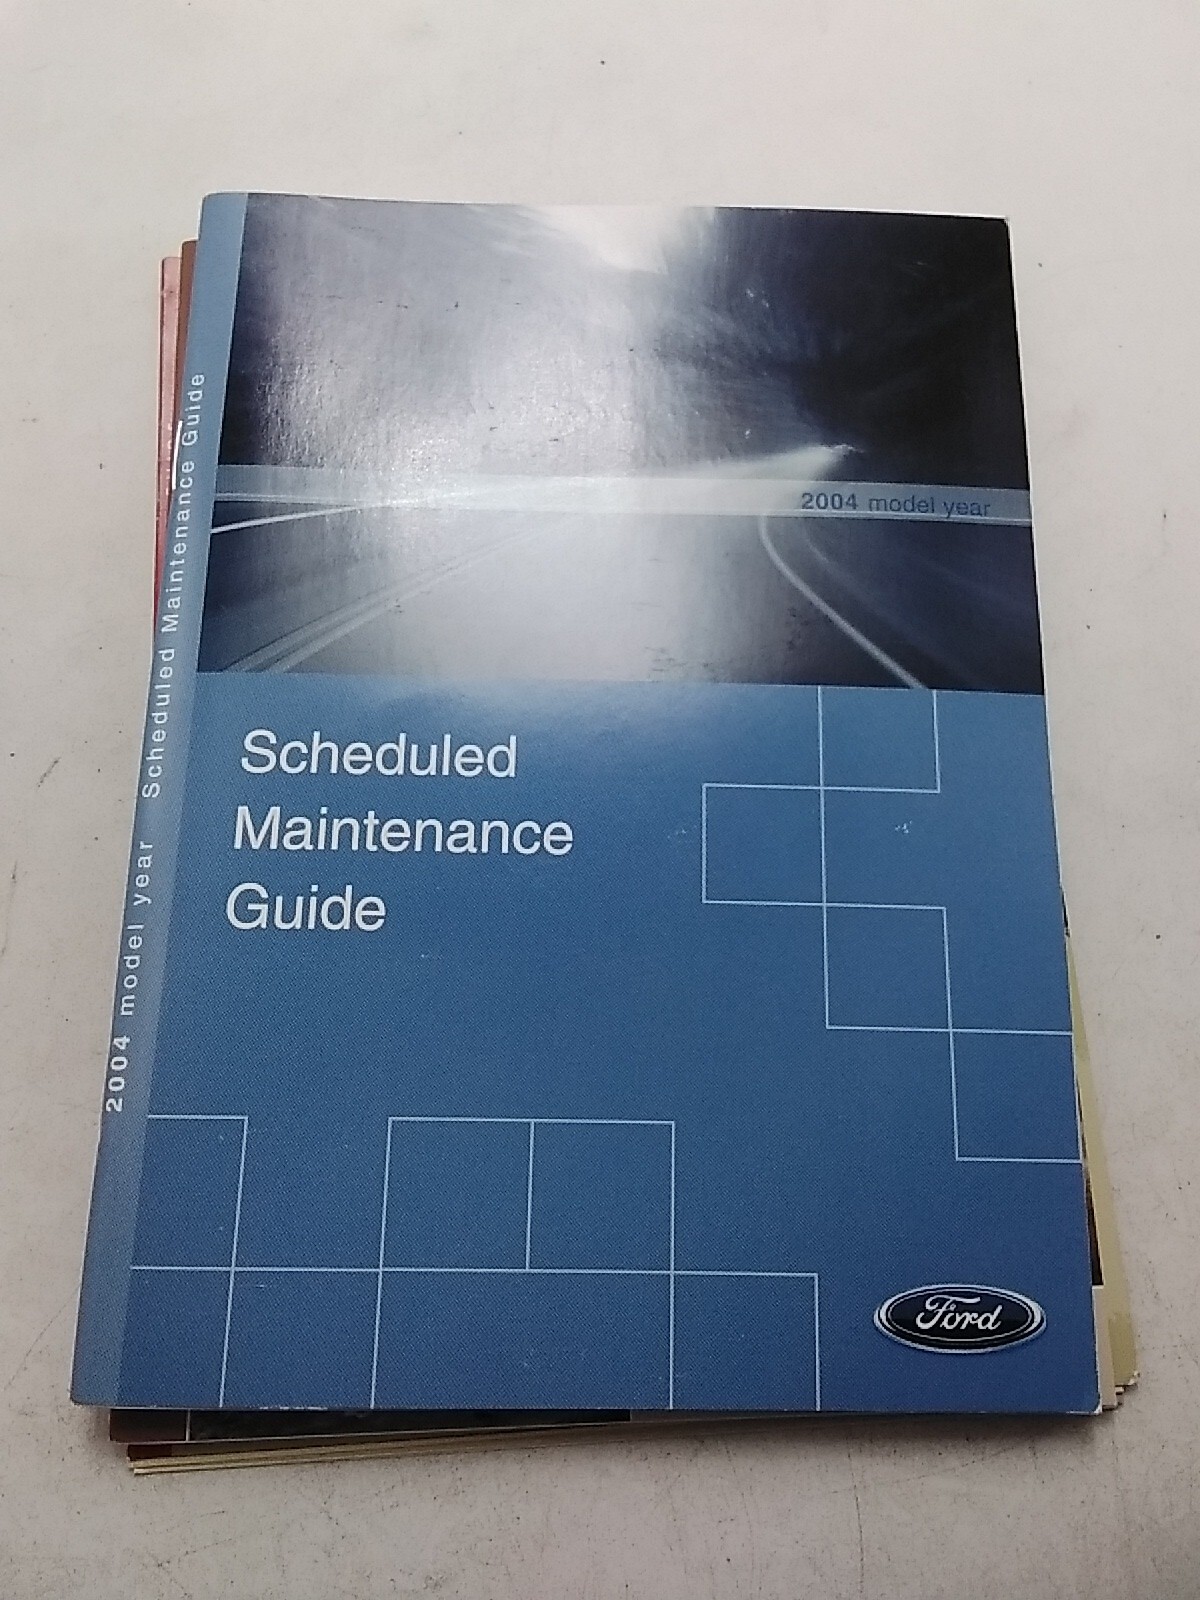 2004 model year Scheduled Maintenance Guide
2004 model year
Scheduled
Maintenance
Guide
Ford